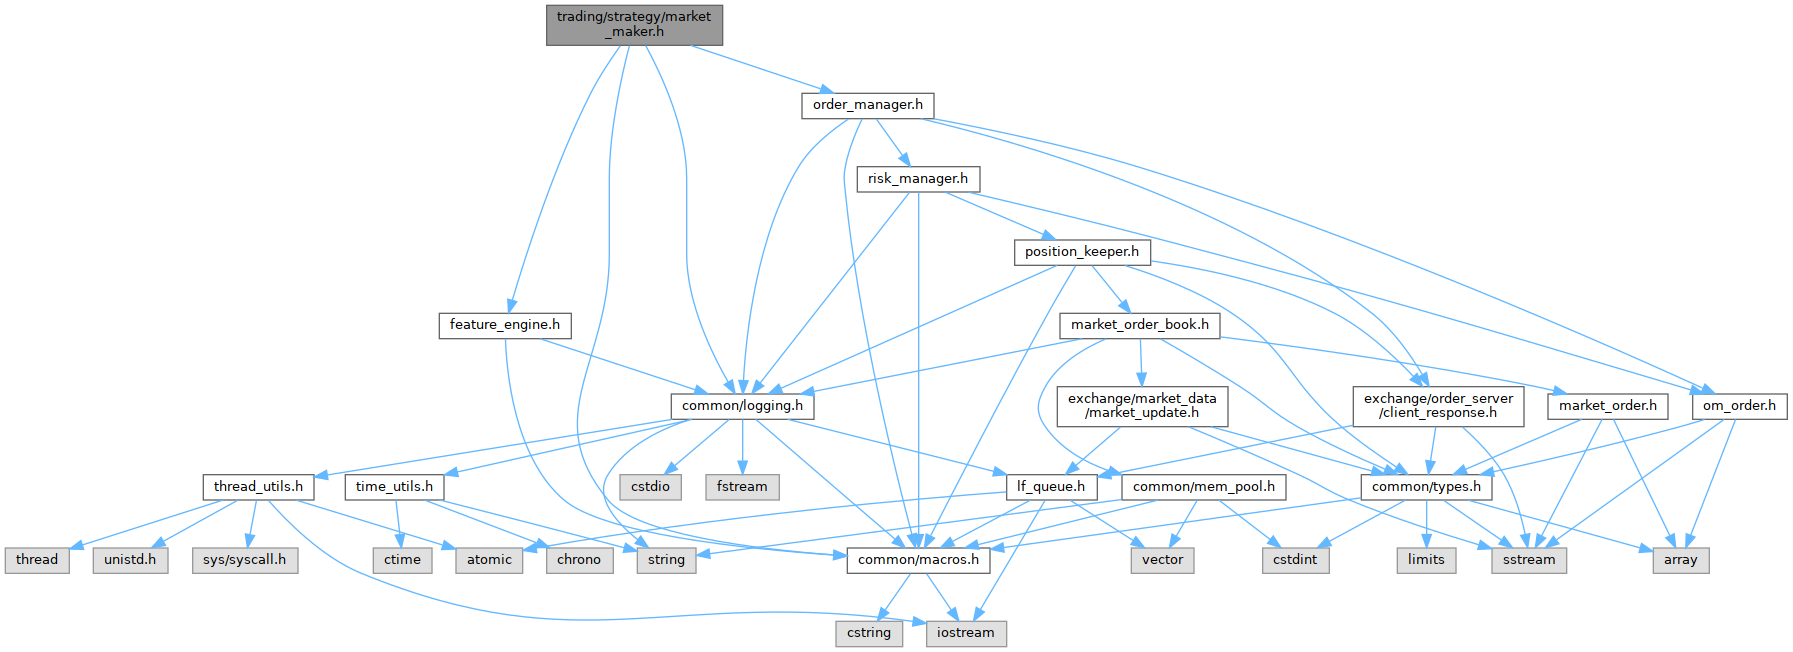 trading/strategy/market
_maker.h
order_manager.h
risk_manager.h
position_keeper.h
feature_engine.h
market_order_book.h
common/logging.h
exchange/market_data
/market_update.h
exchange/order_server
/client_response.h
market_order.h
om_order.h
thread_utils.h
time_utils.h
cstdio
fstream
lf_queue.h
common/mem_pool.h
common/types.h
thread
unistd.h
sys/syscall.h
ctime
atomic
chrono
string
common/macros.h
vector
cstdint
limits
sstream
array
cstring
iostream